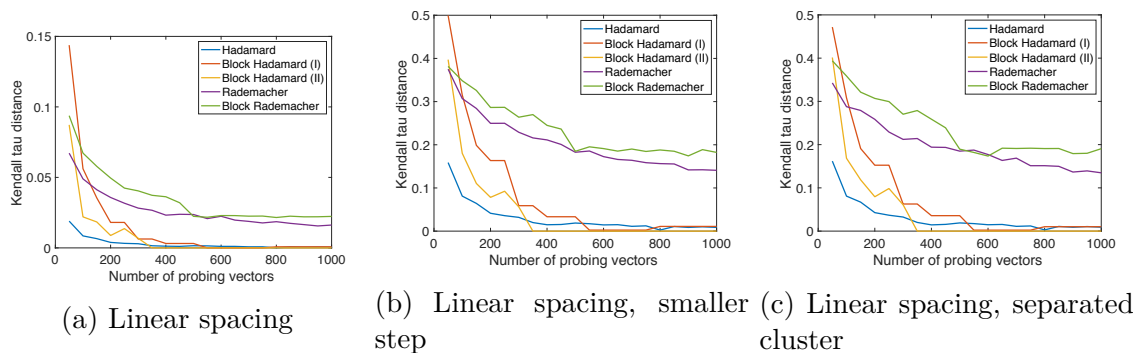 0.15
0.1
0.05
0
0 200 400 600 800 1000
Kendall tau distance
Number of probing vectors
Hadamard
Block Hadamard (I)
Block Hadamard (II)
Rademacher
Block Rademacher
(a) Linear spacing
0.5
0.4
0.3
0.2
0.1
0
0 200 400 600 800 1000
Kendall tau distance
Number of probing vectors
Hadamard
Block Hadamard (I)
Block Hadamard (II)
Rademacher
Block Rademacher
(b) Linear spacing, smaller
step
0.5
0.4
0.3
0.2
0.1
0
0 200 400 600 800 1000
Kendall tau distance
Number of probing vectors
Hadamard
Block Hadamard (I)
Block Hadamard (II)
Rademacher
Block Rademacher
(c) Linear spacing, separated
cluster